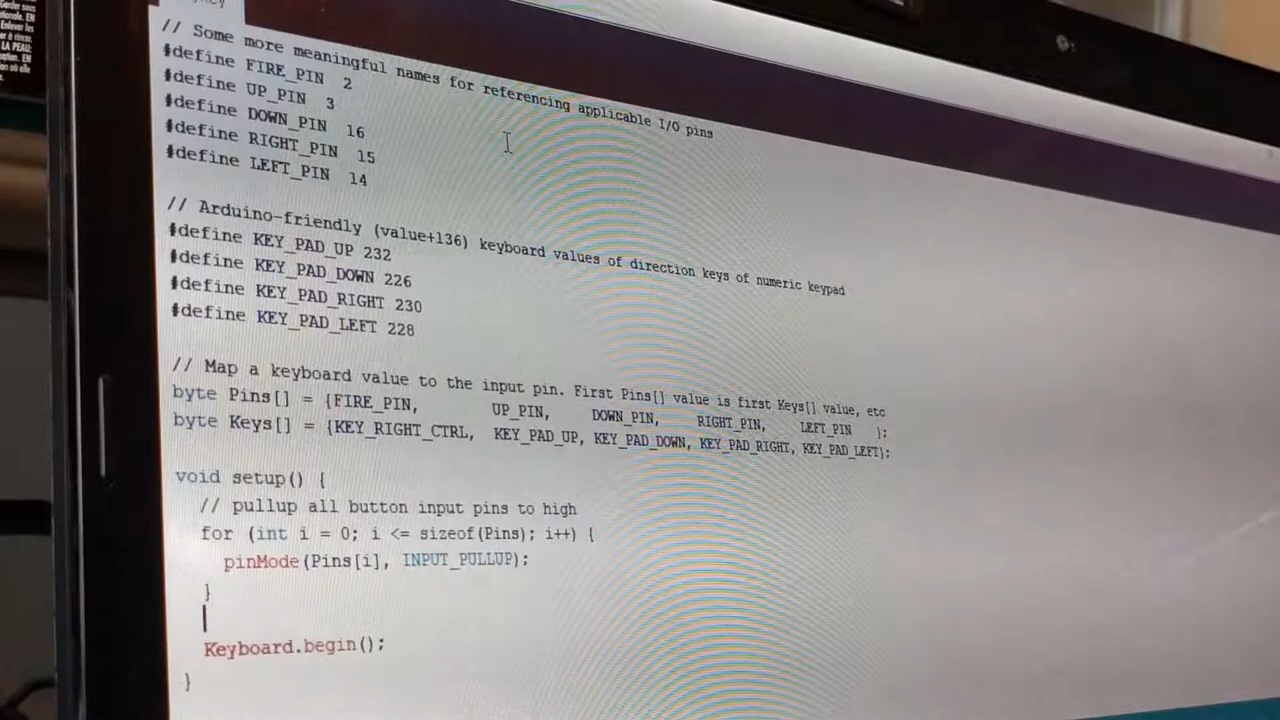 // Some more meaningful names for referencing applicable I/O pins
#define FIRE_PIN 2
#define UP_PIN 3
#define DOWN_PIN 16
#define RIGHT_PIN 15
#define LEFT_PIN 14
// Arduino-friendly (value+136) keyboard values of direction keys of numeric keypad
#define KEY_PAD_UP 232
#define KEY_PAD_DOWN 226
#define KEY_PAD_RIGHT 230
#define KEY_PAD_LEFT 228
// Map a keyboard value to the input pin. First Pins[] value is first Keys[] value, etc
byte Pins[] = {FIRE_PIN, UP_PIN, DOWN_PIN, RIGHT_PIN, LEFT_PIN };
byte Keys[] = {KEY_RIGHT_CTRL, KEY_PAD_UP, KEY_PAD_DOWN, KEY_PAD_RIGHT, KEY_PAD_LEFT};
void setup() {
// pullup all button input pins to high
for (int i = 0; i <= sizeof(Pins); i++) {
pinMode(Pins[i], INPUT_PULLUP);
}
Keyboard.begin();
}